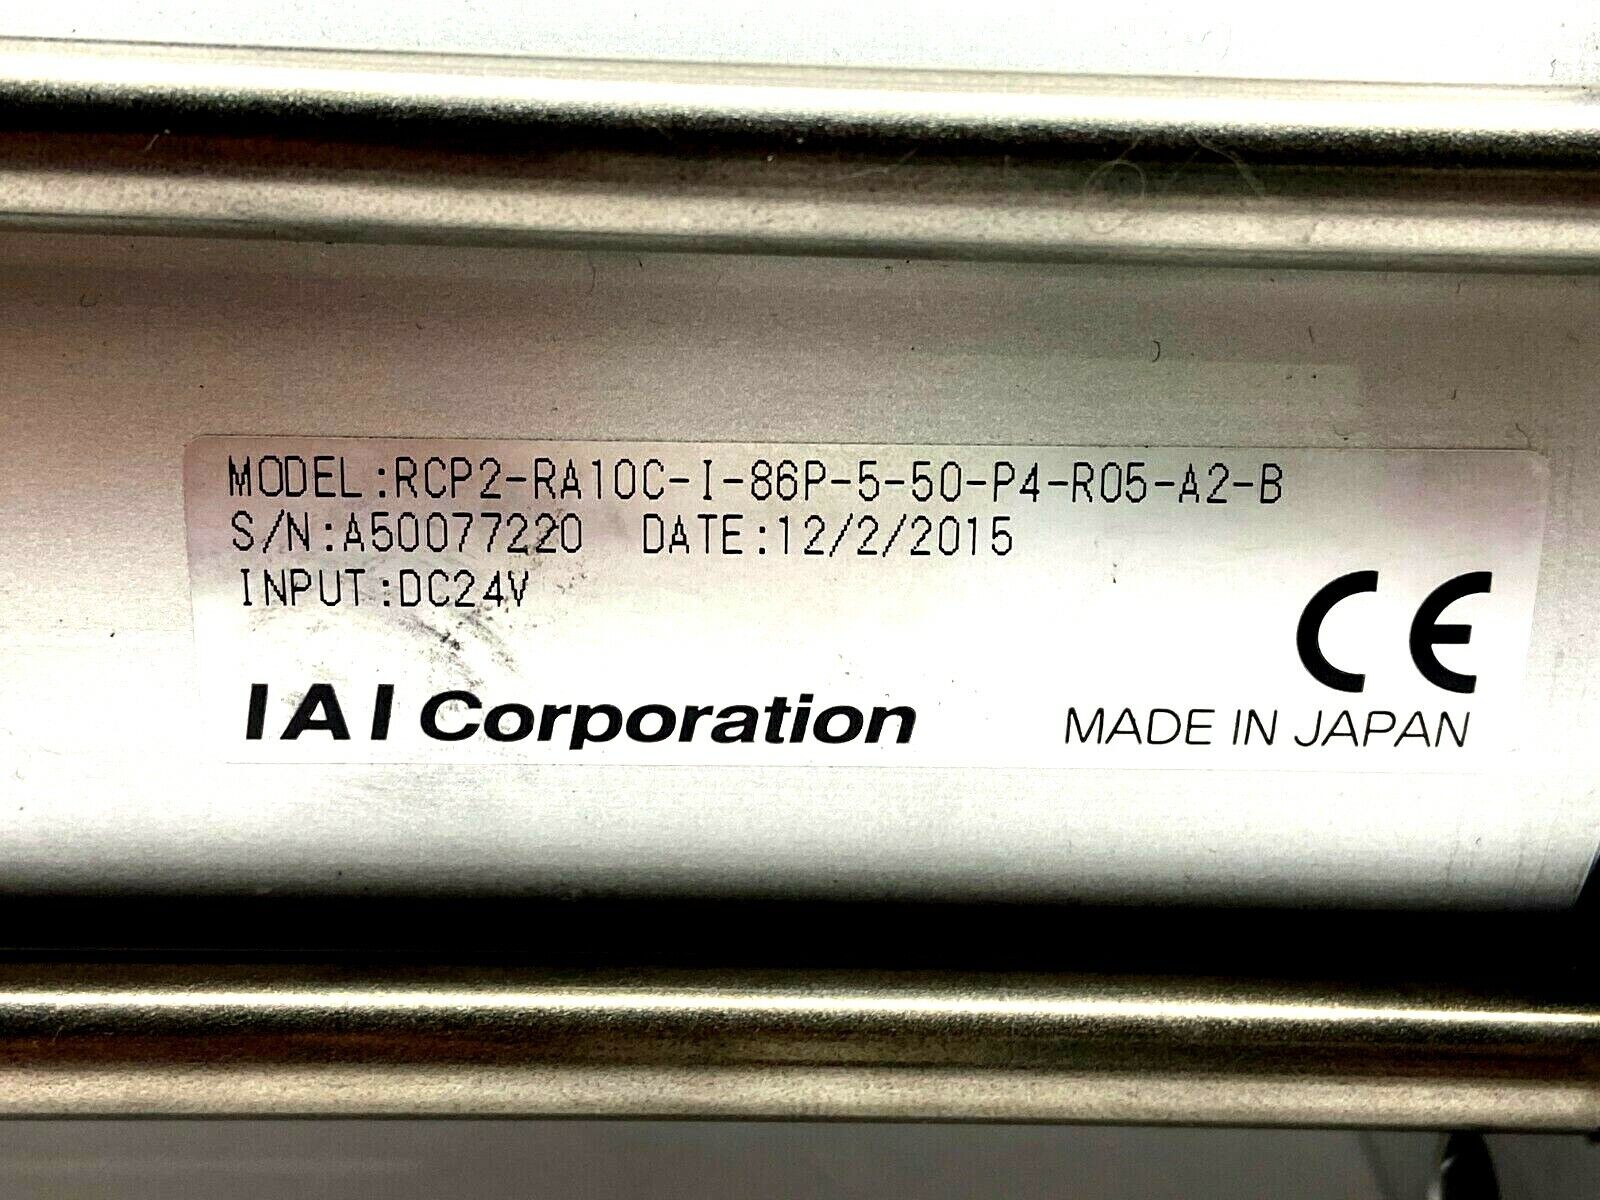 MODEL:RCP2-RA10C-I-86P-5-50-P4-R05-A2-B
S/N:A50077220 DATE:12/2/2015
INPUT:DC24V
CE
IAI Corporation MADE IN JAPAN